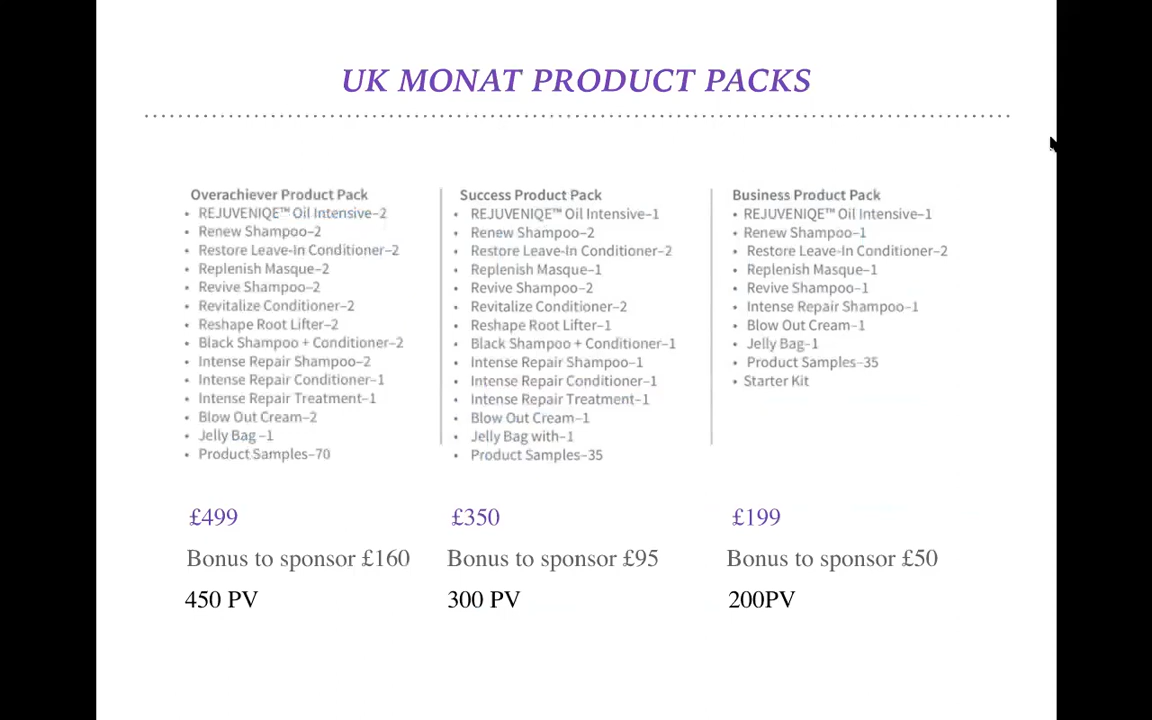 UK MONAT PRODUCT PACKS
Overachiever Product Pack
• REJUVENIQE™ Oil Intensive–2
• Renew Shampoo–2
• Restore Leave-In Conditioner–2
• Replenish Masque–2
• Revive Shampoo–2
• Revitalize Conditioner–2
• Reshape Root Lifter–2
• Black Shampoo + Conditioner–2
• Intense Repair Shampoo–2
• Intense Repair Conditioner–1
• Intense Repair Treatment–1
• Blow Out Cream–2
• Jelly Bag –1
• Product Samples–70
£499
Bonus to sponsor £160
450 PV
Success Product Pack
• REJUVENIQE™ Oil Intensive–1
• Renew Shampoo–2
• Restore Leave-In Conditioner–2
• Replenish Masque–1
• Revive Shampoo–2
• Revitalize Conditioner–2
• Reshape Root Lifter–1
• Black Shampoo + Conditioner–1
• Intense Repair Shampoo–1
• Intense Repair Conditioner–1
• Intense Repair Treatment–1
• Blow Out Cream–1
• Jelly Bag with–1
• Product Samples–35
£350
Bonus to sponsor £95
300 PV
Business Product Pack
• REJUVENIQE™ Oil Intensive–1
• Renew Shampoo–1
• Restore Leave-In Conditioner–2
• Replenish Masque–1
• Revive Shampoo–1
• Intense Repair Shampoo–1
• Blow Out Cream–1
• Jelly Bag–1
• Product Samples–35
• Starter Kit
£199
Bonus to sponsor £50
200PV